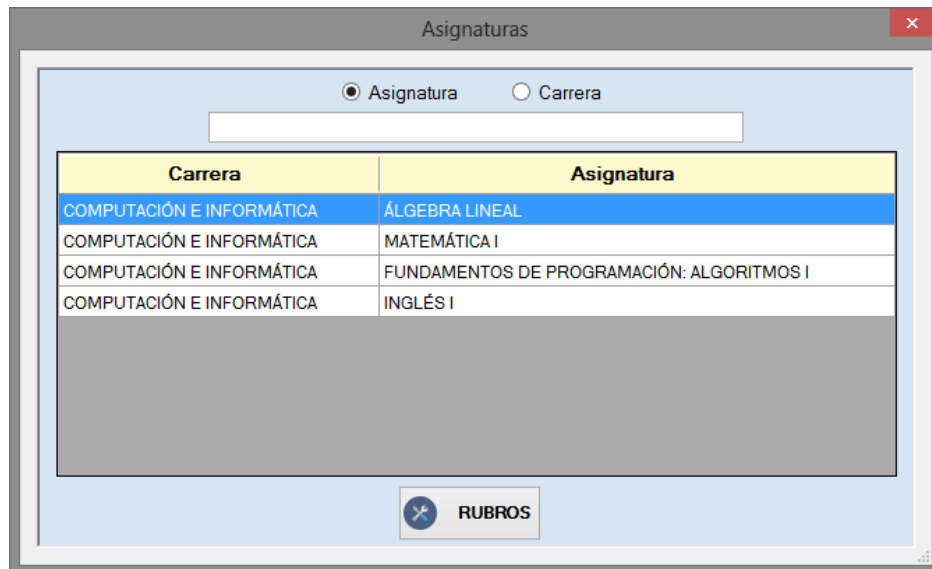 Asignaturas
Asignatura Carrera
Carrera Asignatura
COMPUTACIÓN E INFORMÁTICA ÁLGEBRA LINEAL
COMPUTACIÓN E INFORMÁTICA MATEMÁTICA I
COMPUTACIÓN E INFORMÁTICA FUNDAMENTOS DE PROGRAMACIÓN: ALGORITMOS I
COMPUTACIÓN E INFORMÁTICA INGLÉS I
RUBROS